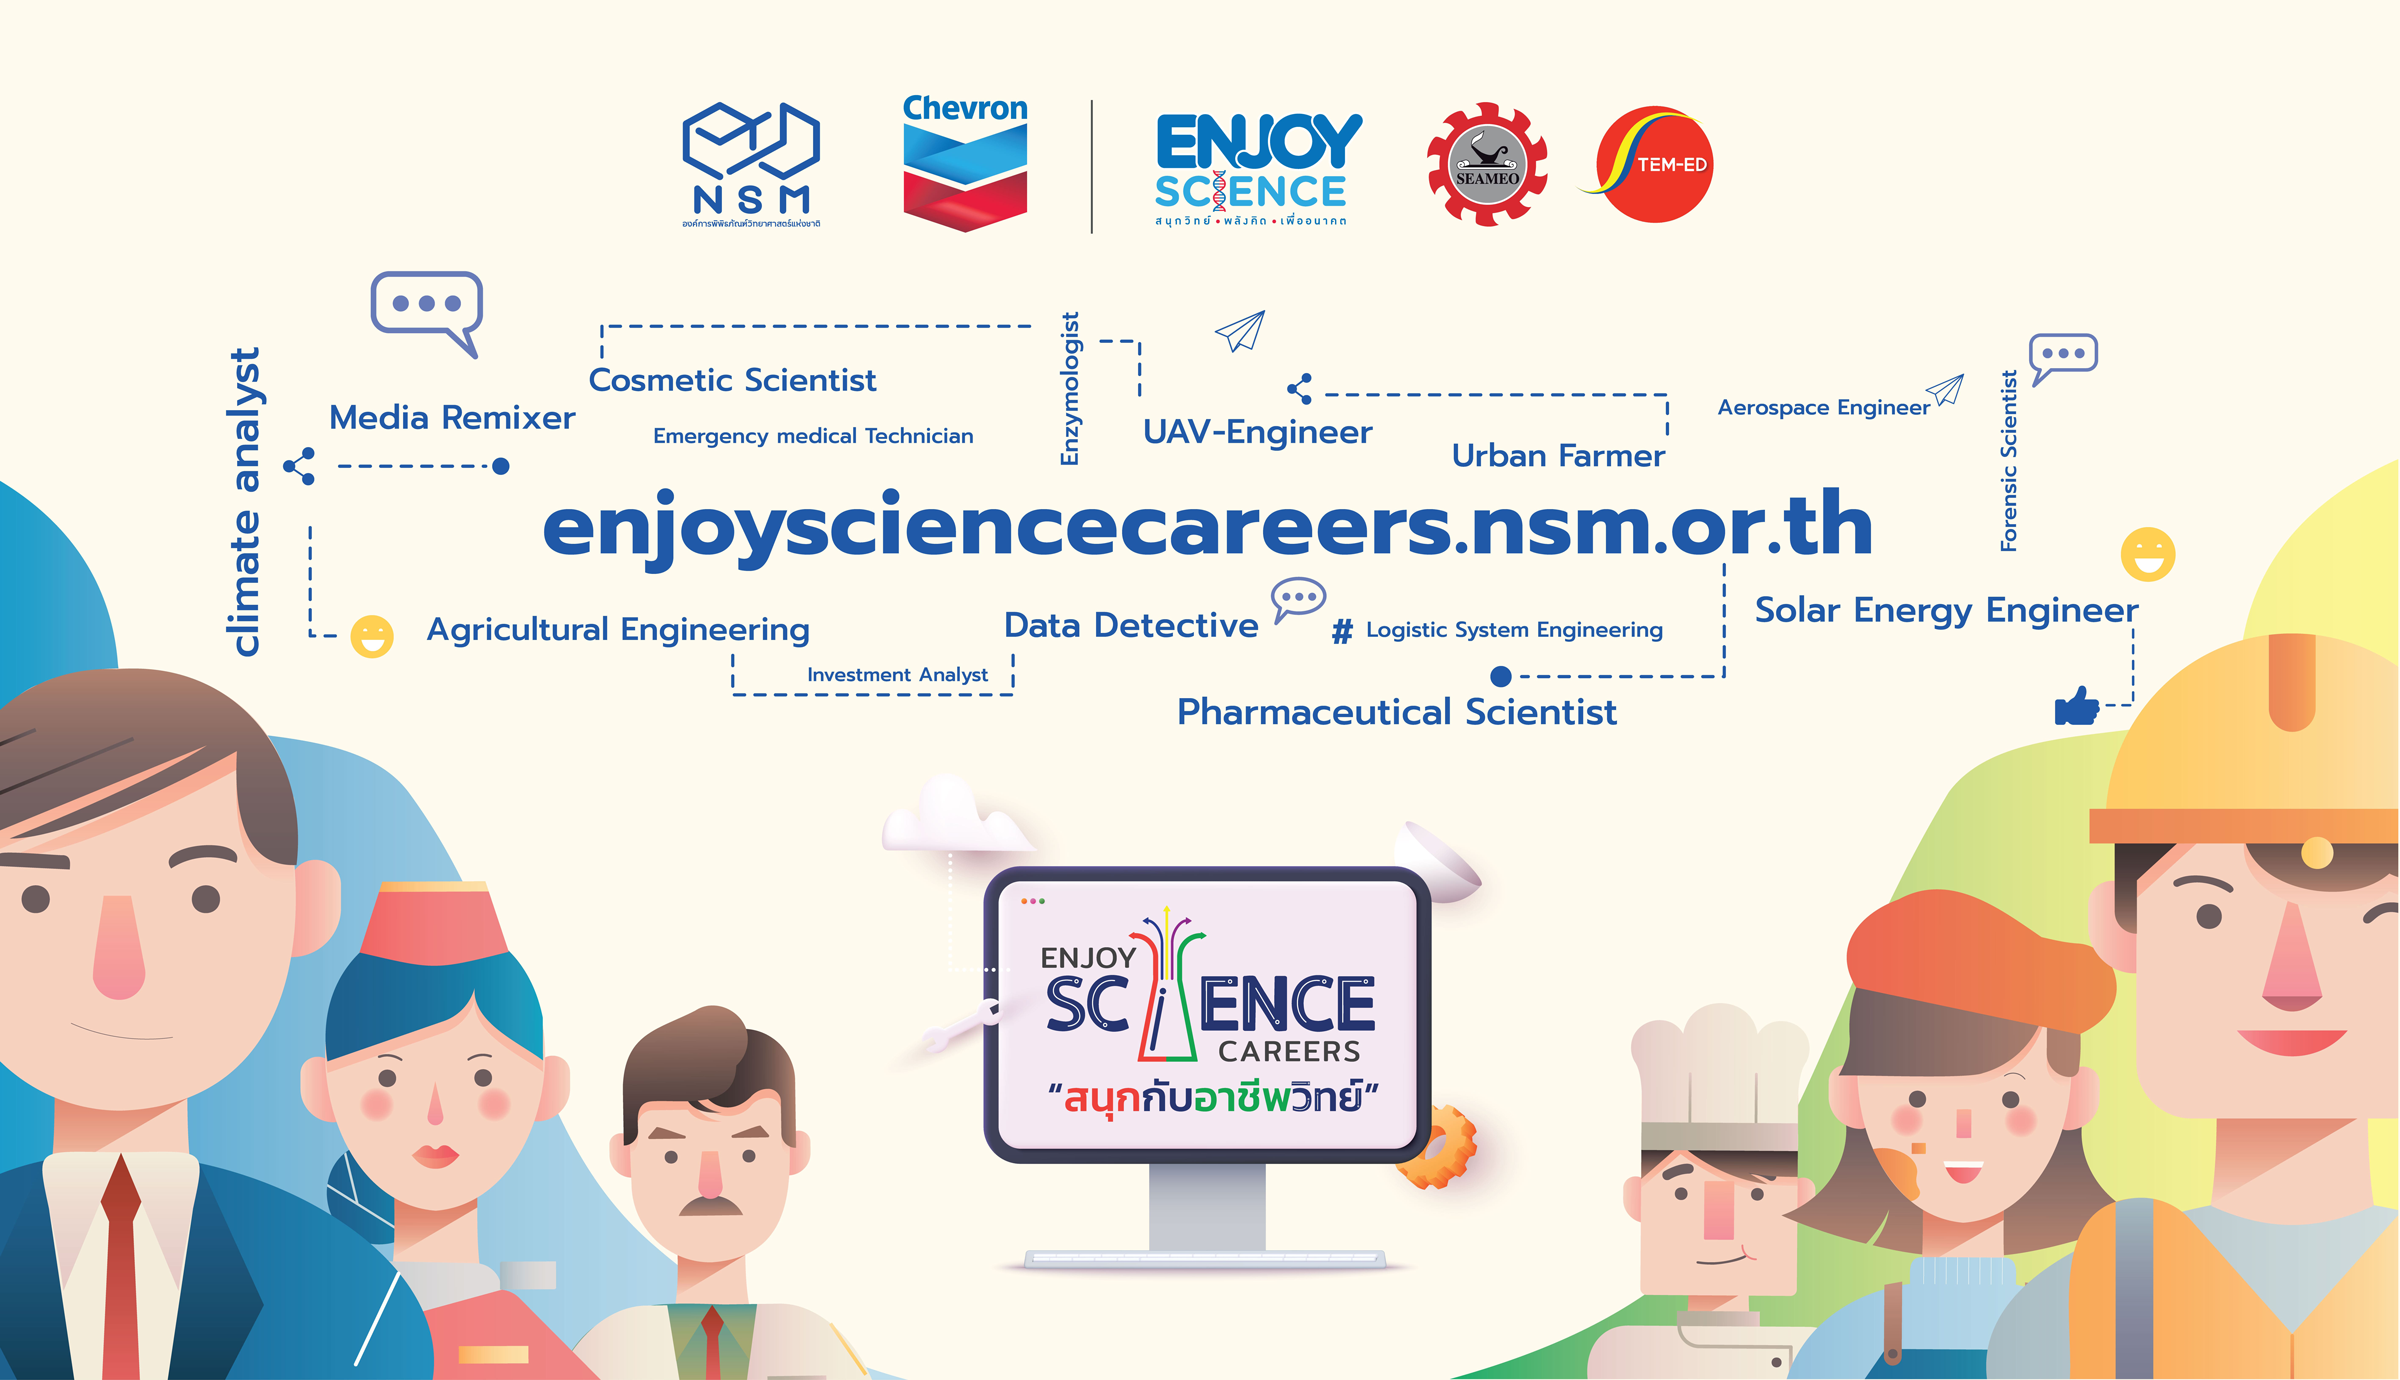 NSM
องค์การพิพิธภัณฑ์วิทยาศาสตร์แห่งชาติ
Chevron
ENJOY
SCIENCE
สนุกวิทย์ • พลังคิด • เพื่ออนาคต
SEAMEO
STEM-ED
climate analyst
Media Remixer
Cosmetic Scientist
Emergency medical Technician
Enzymologist
UAV-Engineer
Urban Farmer
Aerospace Engineer
Forensic Scientist
enjoysciencecareers.nsm.or.th
Agricultural Engineering
Investment Analyst
Data Detective
# Logistic System Engineering
Solar Energy Engineer
Pharmaceutical Scientist
ENJOY
SCiENCE
CAREERS
“สนุกกับอาชีพวิทย์”